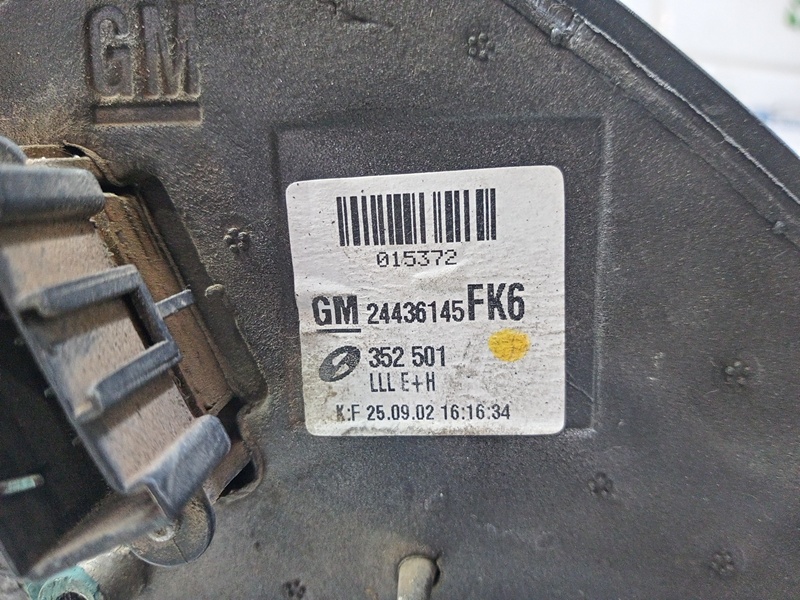 GM
015372
GM 24436145FK6
352 501
LLL E+H
K:F 25.09.02 16:16:34